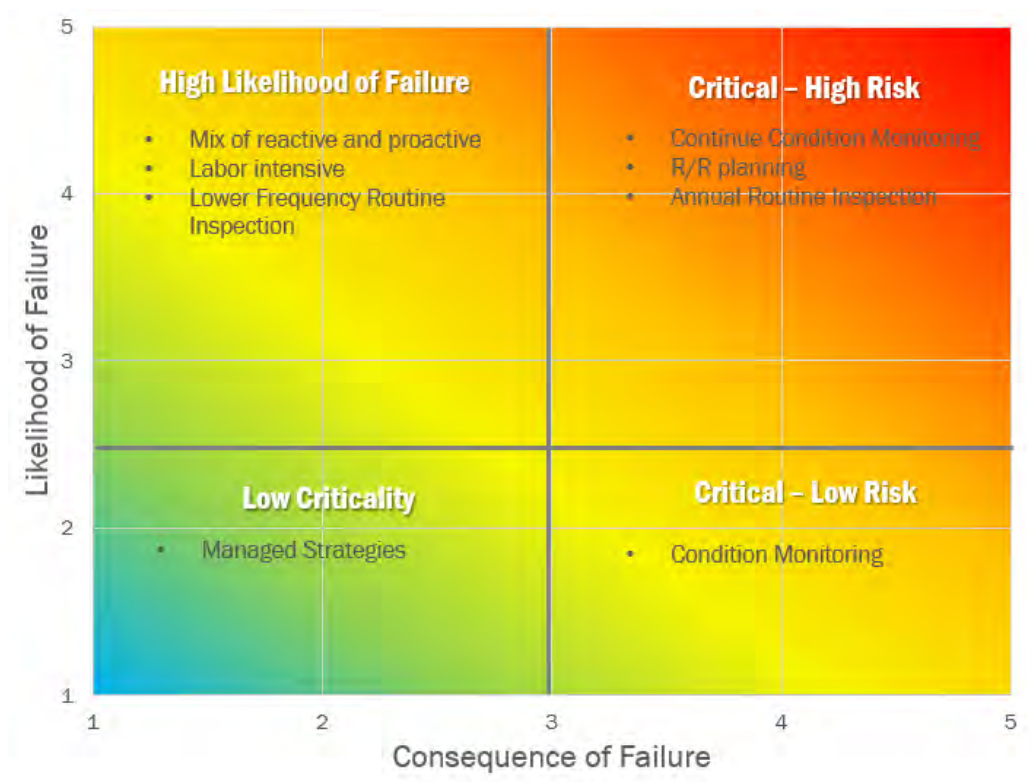 5
High Likelihood of Failure
• Mix of reactive and proactive
• Labor intensive
• Lower Frequency Routine
Inspection
Critical – High Risk
• Continue Condition Monitoring
• R/R planning
• Annual Routine Inspection
4
3
Likelihood of Failure
Low Criticality
• Managed Strategies
Critical – Low Risk
• Condition Monitoring
2
1
1 2 3 4 5
Consequence of Failure